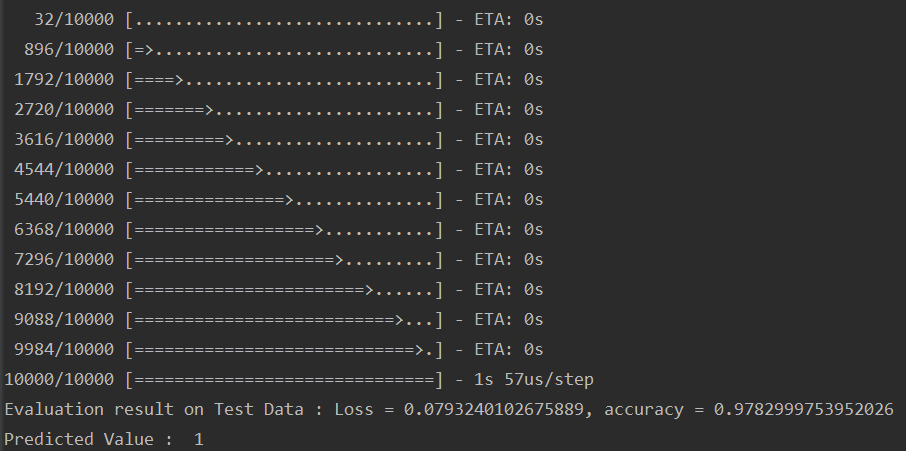 32/10000 [..............................] - ETA: 0s
896/10000 [=>............................] - ETA: 0s
1792/10000 [====>.........................] - ETA: 0s
2720/10000 [=======>......................] - ETA: 0s
3616/10000 [=========>....................] - ETA: 0s
4544/10000 [============>.................] - ETA: 0s
5440/10000 [===============>..............] - ETA: 0s
6368/10000 [==================>...........] - ETA: 0s
7296/10000 [====================>.........] - ETA: 0s
8192/10000 [=======================>......] - ETA: 0s
9088/10000 [==========================>...] - ETA: 0s
9984/10000 [============================>.] - ETA: 0s
10000/10000 [==============================] - 1s 57us/step
Evaluation result on Test Data : Loss = 0.0793240102675889, accuracy = 0.9782999753952026
Predicted Value :  1